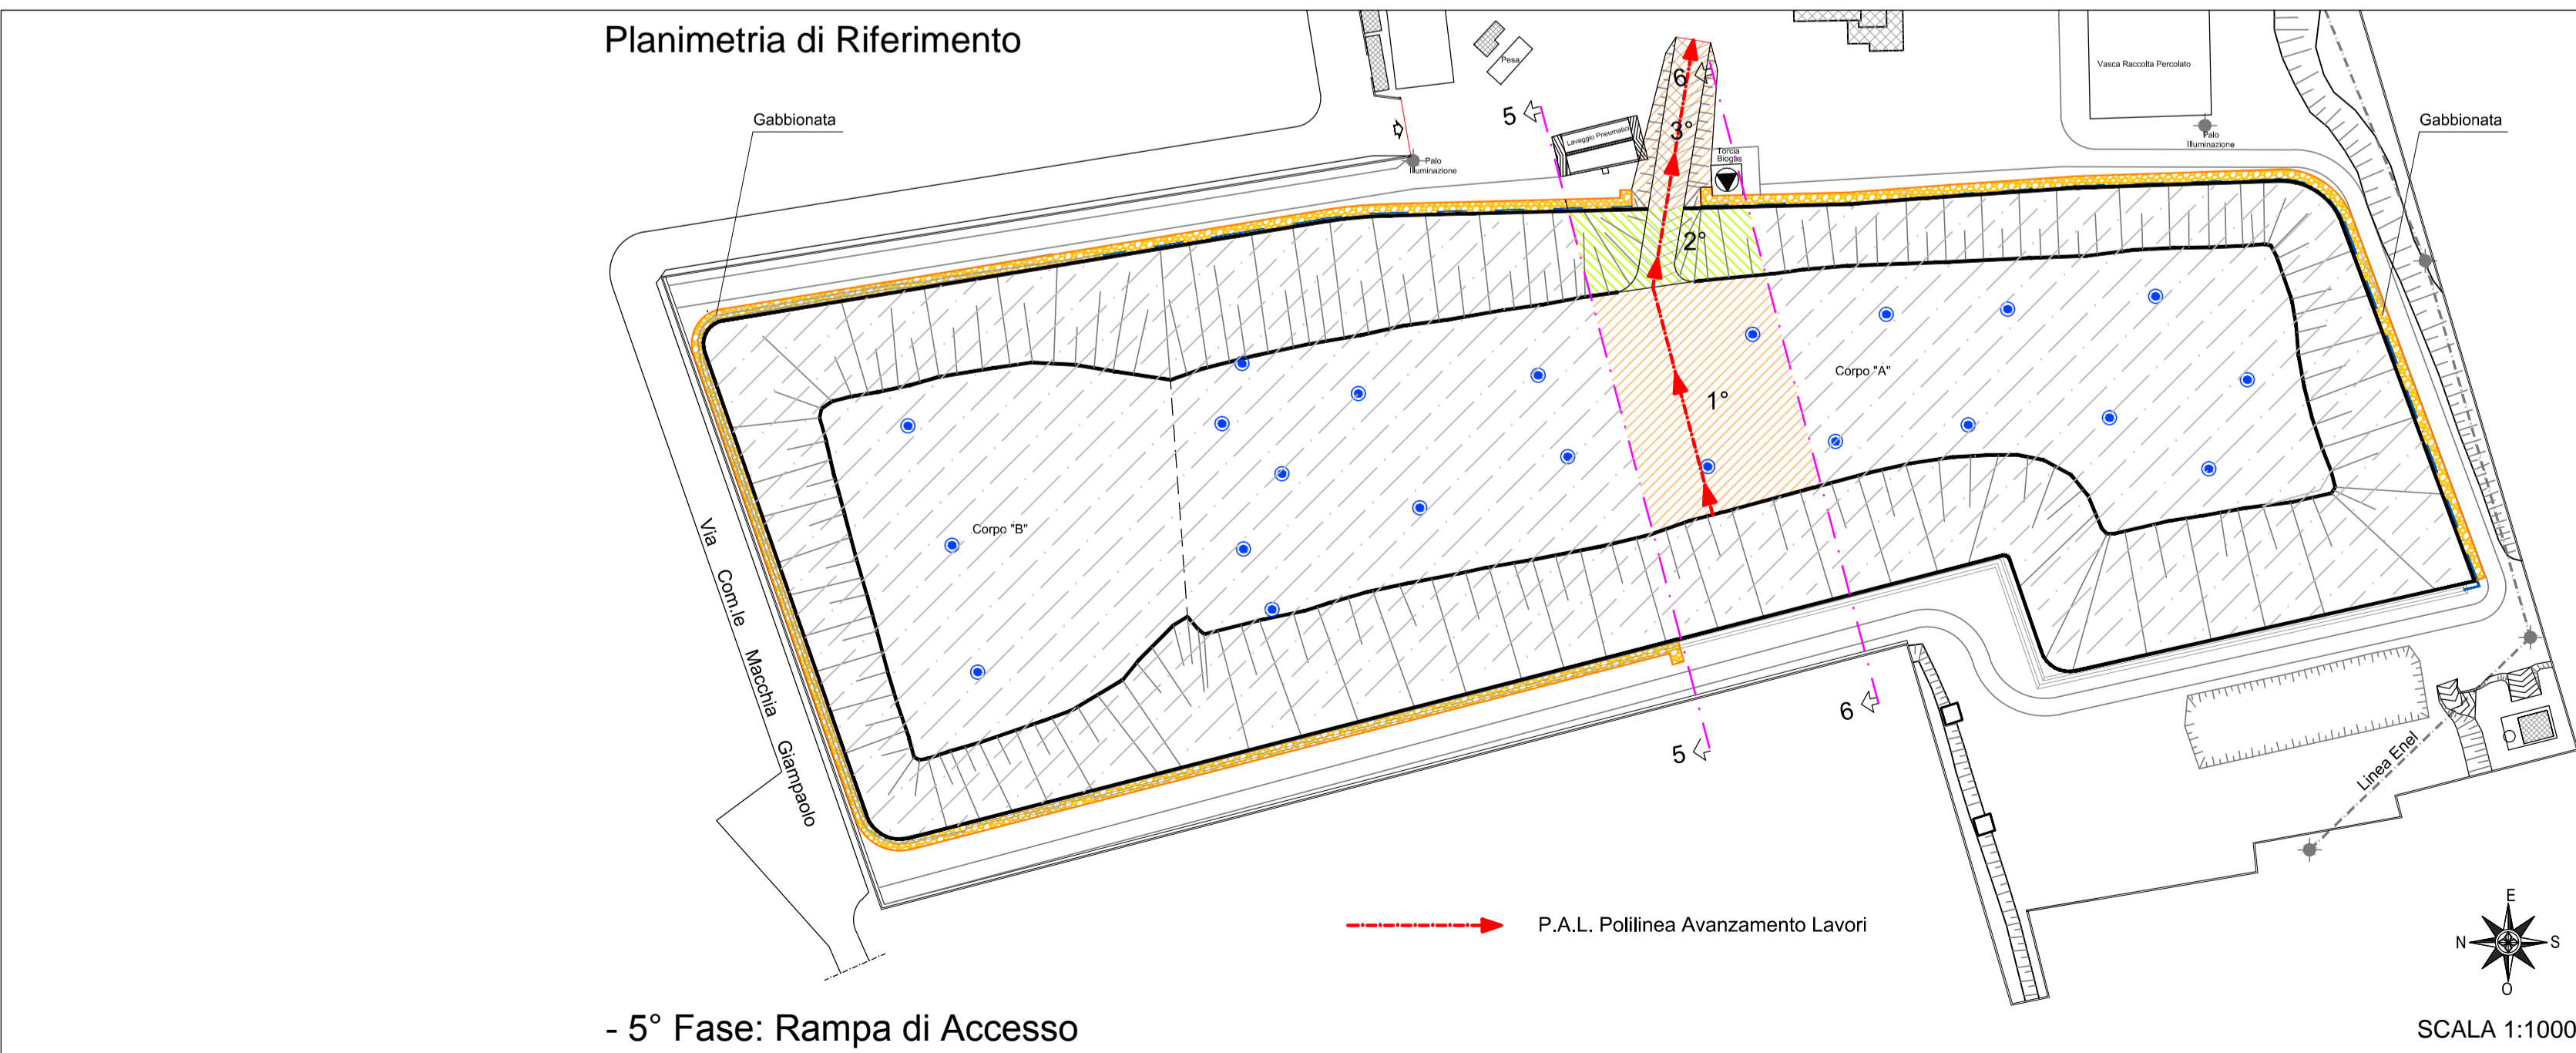 Planimetria di Riferimento
Pesa
Vasca Raccolta Percolato
Gabbionata
5
6
3°
Lavaggio Pneumatici
Gabbionata
Palo
Illuminazione
Torcia
Biogas
Palo
Illuminazione
2°
1°
Corpo "A"
Corpo "B"
Via Com.le Macchia Giampaolo
6
5
Linea Enel
P.A.L. Polilinea Avanzamento Lavori
E
N
S
O
- 5° Fase: Rampa di Accesso
SCALA 1:1000